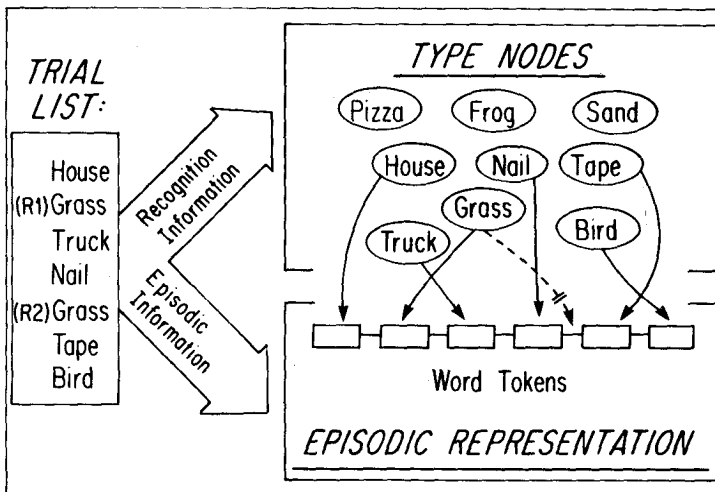 TRIAL
LIST:
House
(R1) Grass
Truck
Nail
(R2) Grass
Tape
Bird
Recognition
Information
Episodic
Information
TYPE NODES
Pizza Frog Sand
House Nail Tape
Grass
Truck Bird
Word Tokens
EPISODIC REPRESENTATION